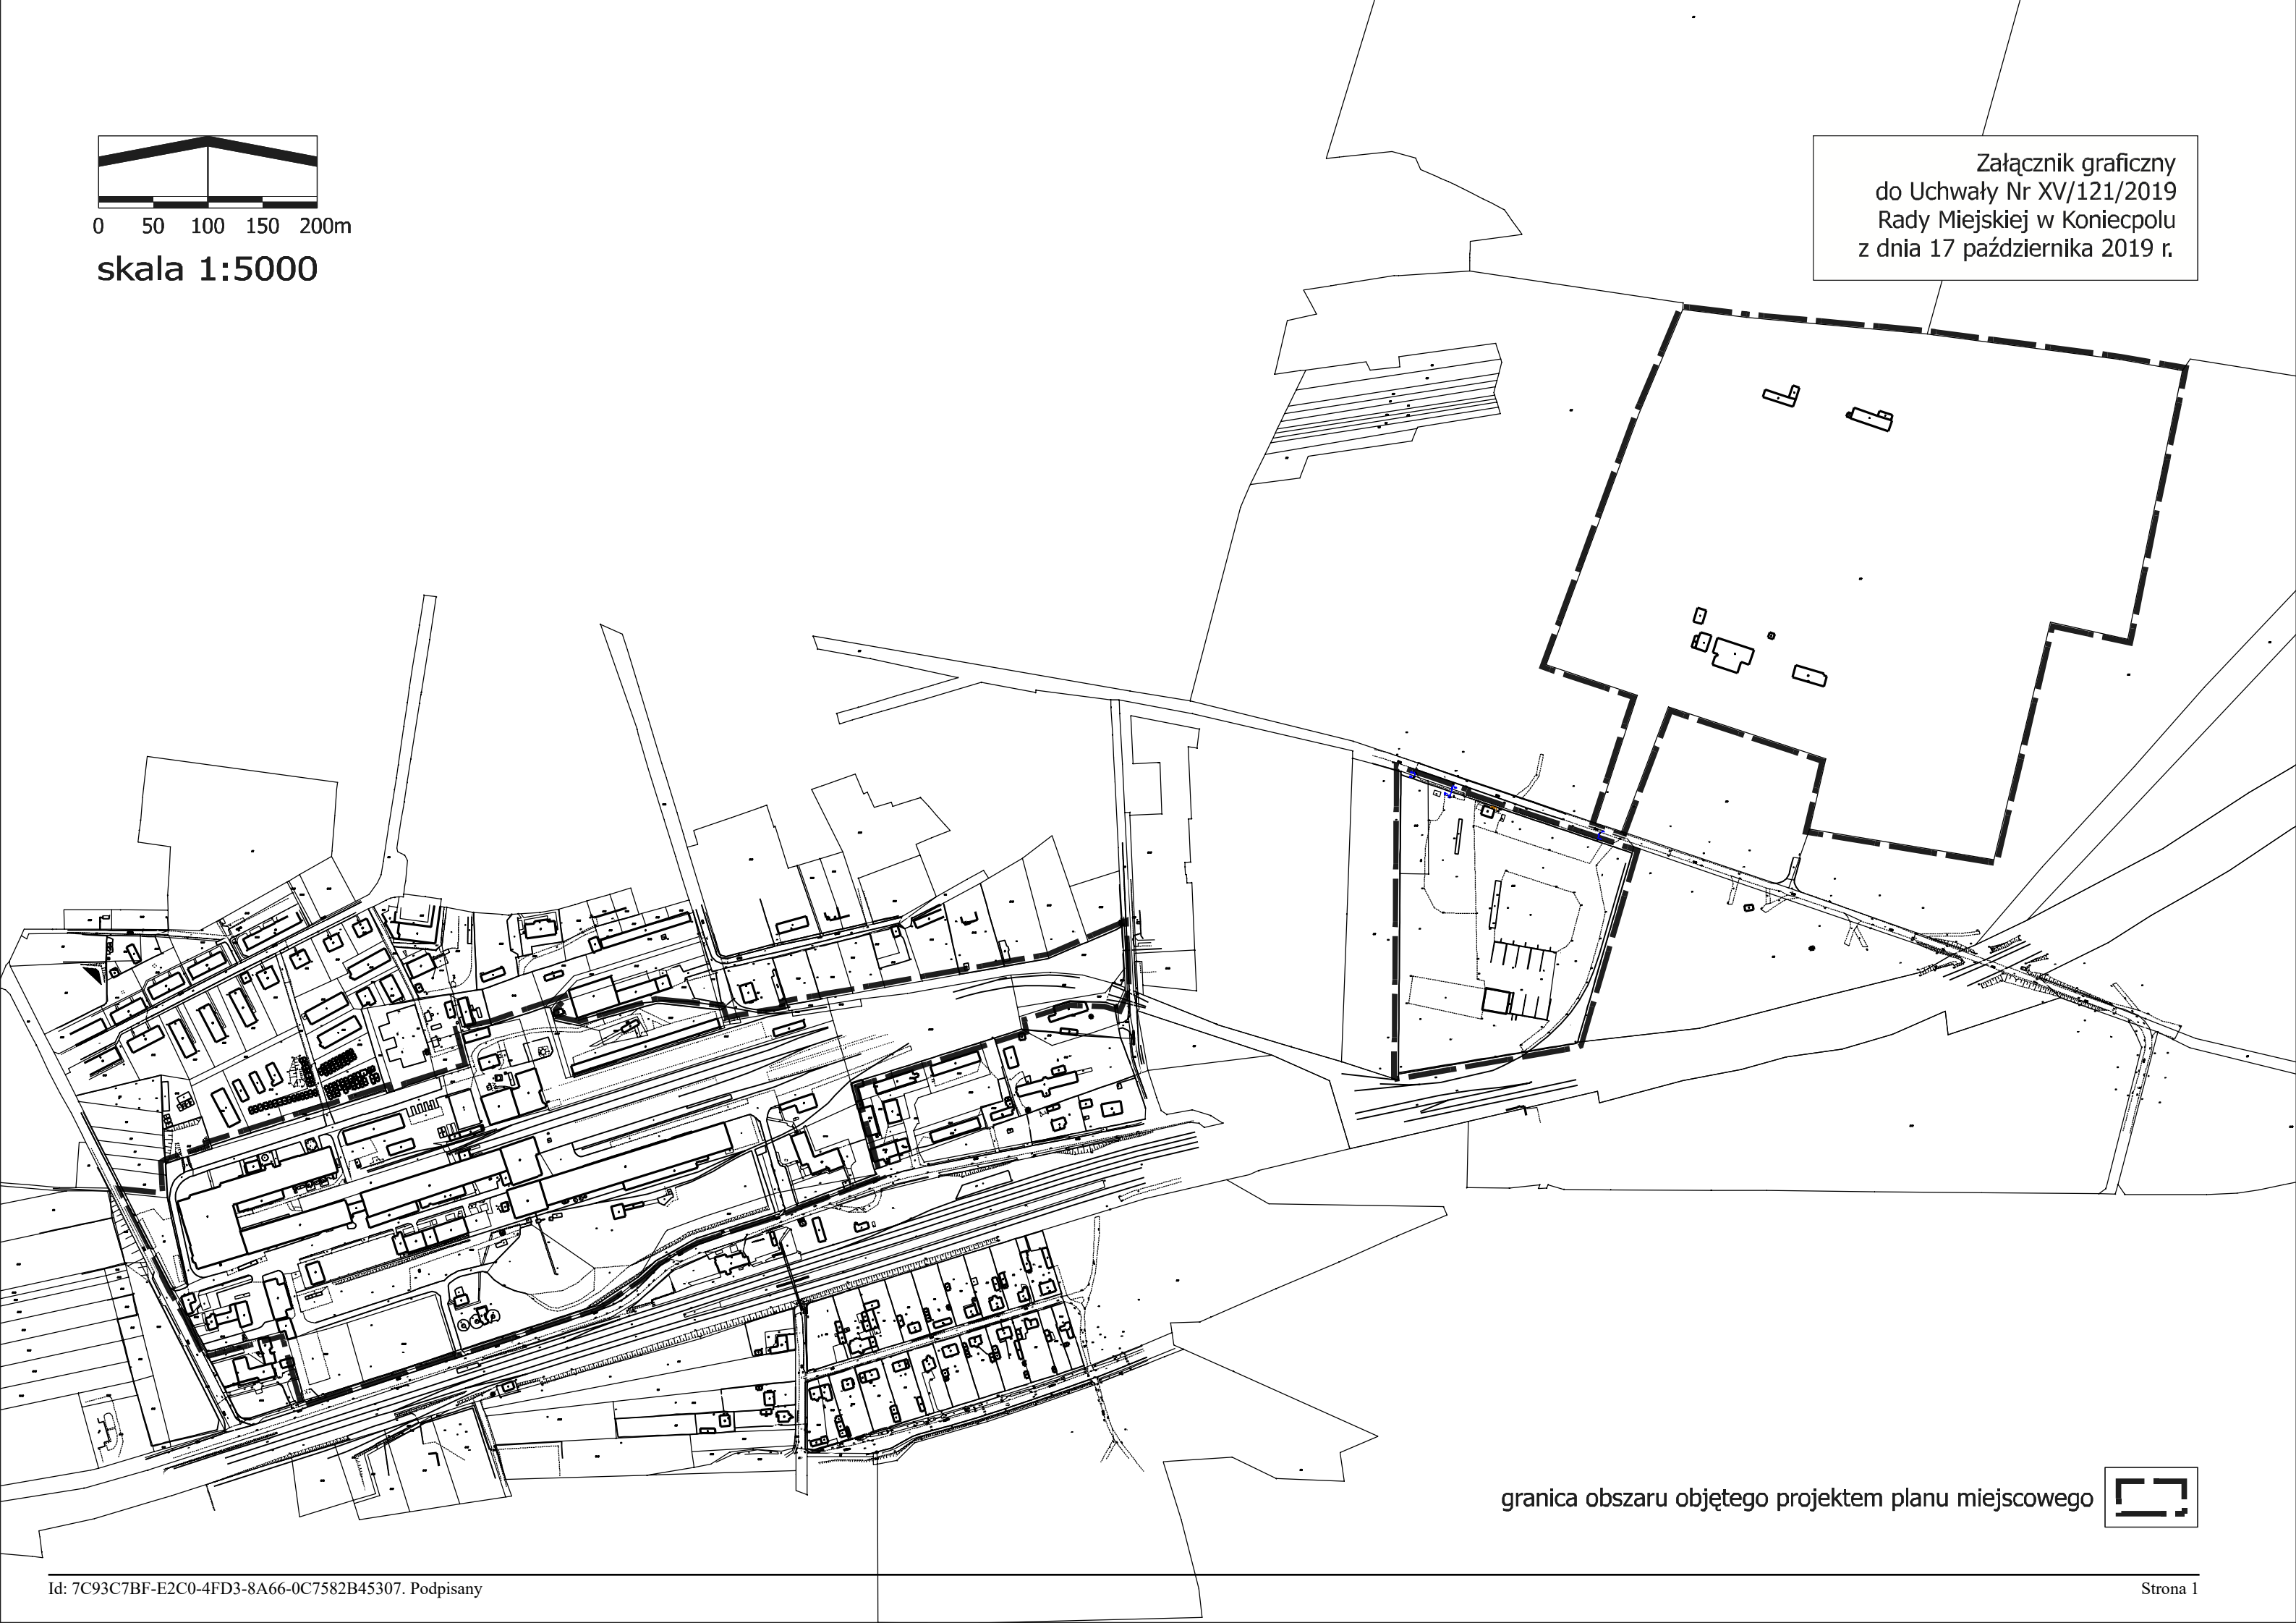 0 50 100 150 200m
skala 1:5000
Załącznik graficzny
do Uchwały Nr XV/121/2019
Rady Miejskiej w Koniecpolu
z dnia 17 października 2019 r.
granica obszaru objętego projektem planu miejscowego
Id: 7C93C7BF-E2C0-4FD3-8A66-0C7582B45307. Podpisany
Strona 1